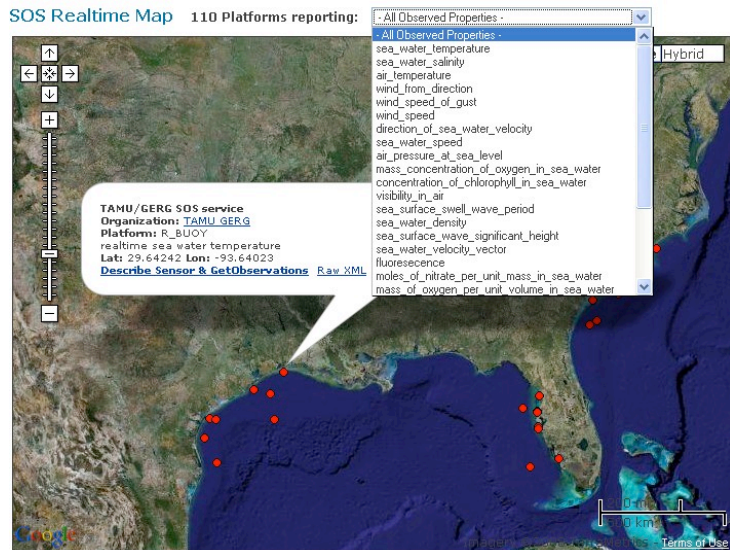 SOS Realtime Map 110 Platforms reporting: - All Observed Properties -
- All Observed Properties -
sea_water_temperature
sea_water_salinity
air_temperature
wind_from_direction
wind_speed_of_gust
wind_speed
direction_of_sea_water_velocity
sea_water_speed
air_pressure_at_sea_level
mass_concentration_of_oxygen_in_sea_water
concentration_of_chlorophyll_in_sea_water
visibility_in_air
sea_surface_swell_wave_period
sea_water_density
sea_surface_wave_significant_height
sea_water_velocity_vector
fluoresecence
moles_of_nitrate_per_unit_mass_in_sea_water
mass_of_oxygen_per_unit_volume_in_sea_water
Hybrid
TAMU/GERG SOS service
Organization: TAMU GERG
Platform: R_BUOY
realtime sea water temperature
Lat: 29.64242 Lon: -93.64023
Describe Sensor & GetObservations Raw XML
Google
Terms of Use